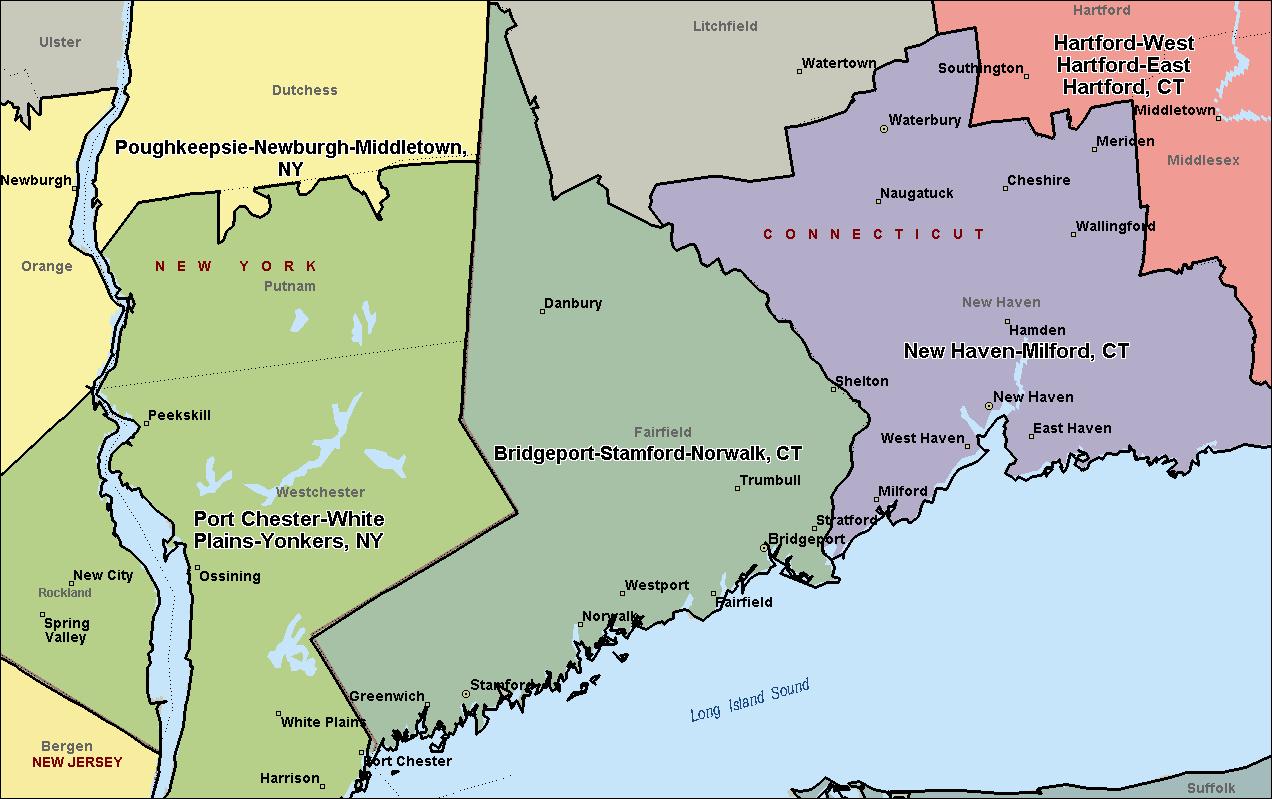 Ulster
Litchfield
Hartford
Hartford-West
Hartford-East
Hartford, CT
Watertown
Southington
Dutchess
Middletown
Waterbury
Poughkeepsie-Newburgh-Middletown,
NY
Meriden
Middlesex
Newburgh
Cheshire
Naugatuck
Wallingford
CONNECTICUT
Orange
NEW YORK
Putnam
Danbury
New Haven
Hamden
New Haven-Milford, CT
Shelton
New Haven
Peekskill
Fairfield
East Haven
West Haven
Bridgeport-Stamford-Norwalk, CT
Trumbull
Westchester
Milford
Port Chester-White
Plains-Yonkers, NY
Stratford
Bridgeport
New City
Ossining
Rockland
Westport
Fairfield
Spring
Valley
Norwalk
Stamford
Long Island Sound
Greenwich
White Plains
Bergen
NEW JERSEY
Port Chester
Harrison
Suffolk